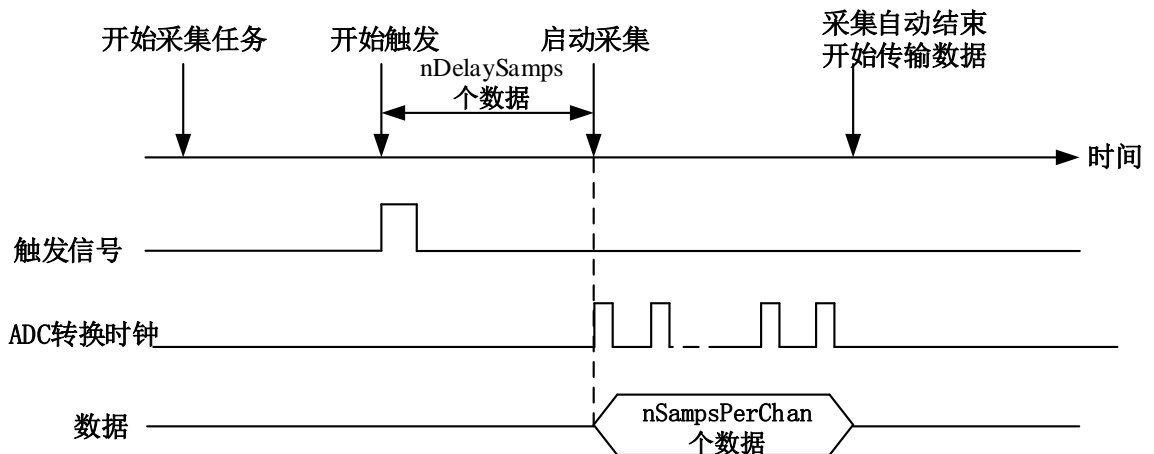 开始采集任务
开始触发
启动采集
采集自动结束
开始传输数据
nDelaySamps
个数据
时间
触发信号
ADC转换时钟
数据
nSampsPerChan
个数据